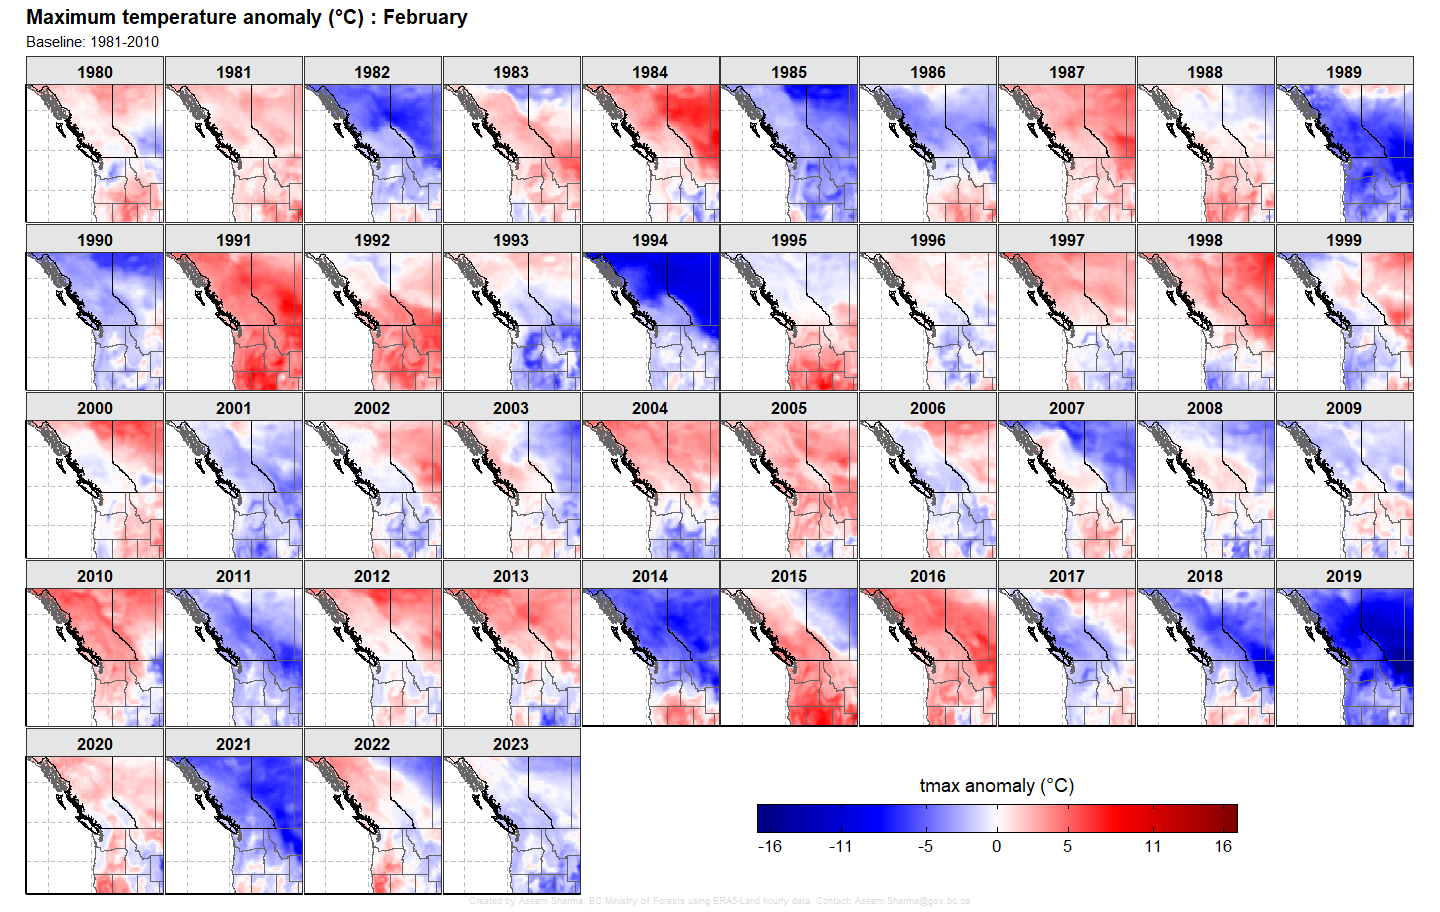 Maximum temperature anomaly (°C) : February
Baseline: 1981-2010
1980 1981 1982 1983 1984 1985 1986 1987 1988 1989
1990 1991 1992 1993 1994 1995 1996 1997 1998 1999
2000 2001 2002 2003 2004 2005 2006 2007 2008 2009
2010 2011 2012 2013 2014 2015 2016 2017 2018 2019
2020 2021 2022 2023
tmax anomaly (°C)
-16 -11 -5 0 5 11 16
Created by Aseem Sharma, BC Ministry of Forests using ERA5-Land hourly data. Contact: Aseem.Sharma@gov.bc.ca